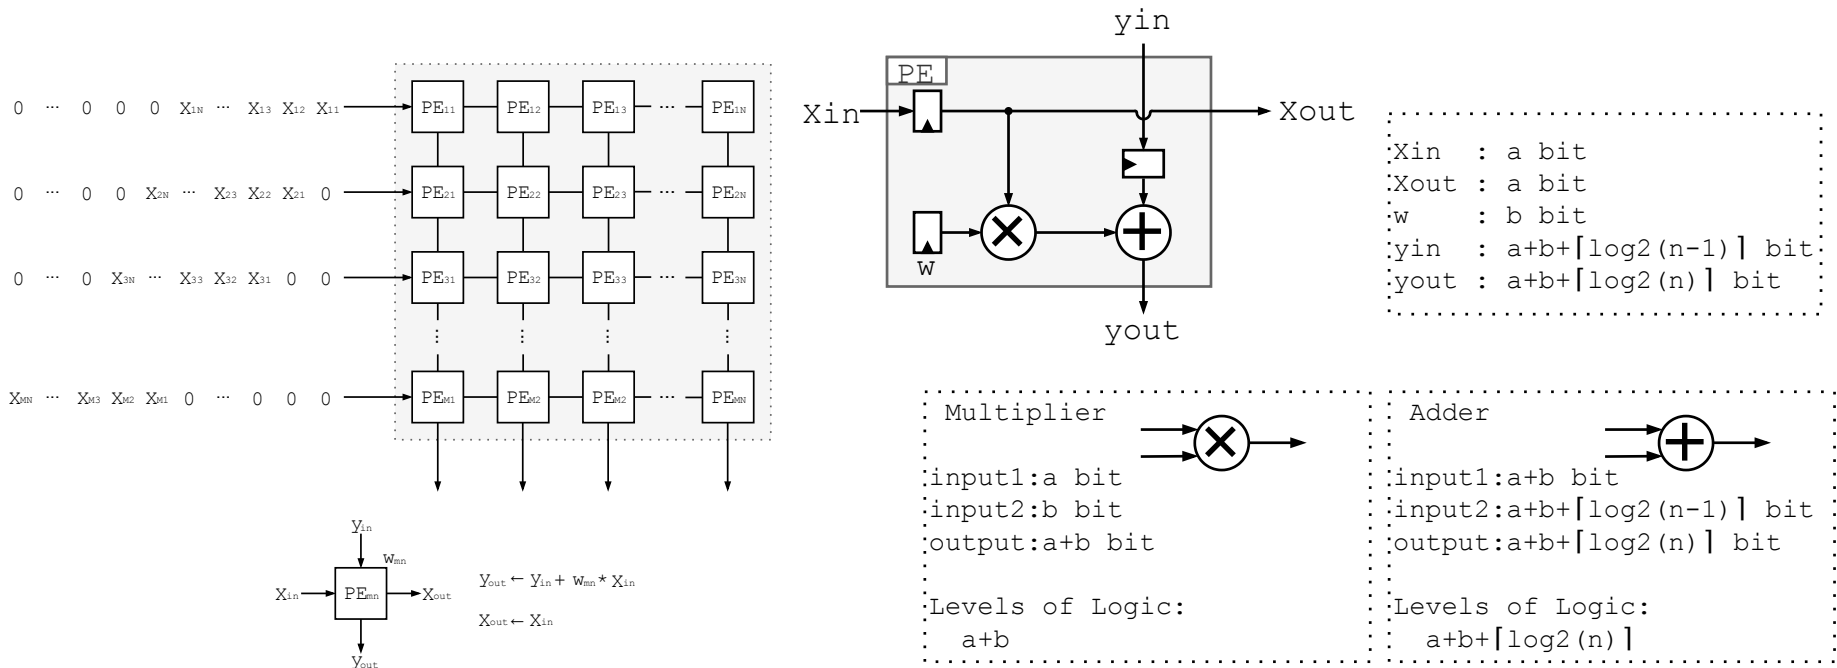 0 ··· 0 0 0 X1N ··· X13 X12 X11 PE11 PE12 PE13 ··· PE1N
0 ··· 0 0 X2N ··· X23 X22 X21 0 PE21 PE22 PE23 ··· PE2N
0 ··· 0 X3N ··· X33 X32 X31 0 0 PE31 PE32 PE33 ··· PE3N
⋮ ⋮ ⋮ ⋮
XMN ··· XM3 XM2 XM1 0 ··· 0 0 0 PEM1 PEM2 PEM2 ··· PEMN
yin
wmn
Xin PEmn Xout
yout
yout ← yin + wmn * Xin
Xout ← Xin
yin
PE
Xin Xout
w
yout
Xin : a bit
Xout : a bit
w : b bit
yin : a+b+⌈log2(n-1)⌉ bit
yout : a+b+⌈log2(n)⌉ bit
Multiplier
input1:a bit
input2:b bit
output:a+b bit
Levels of Logic:
a+b
Adder
input1:a+b bit
input2:a+b+⌈log2(n-1)⌉ bit
output:a+b+⌈log2(n)⌉ bit
Levels of Logic:
a+b+⌈log2(n)⌉